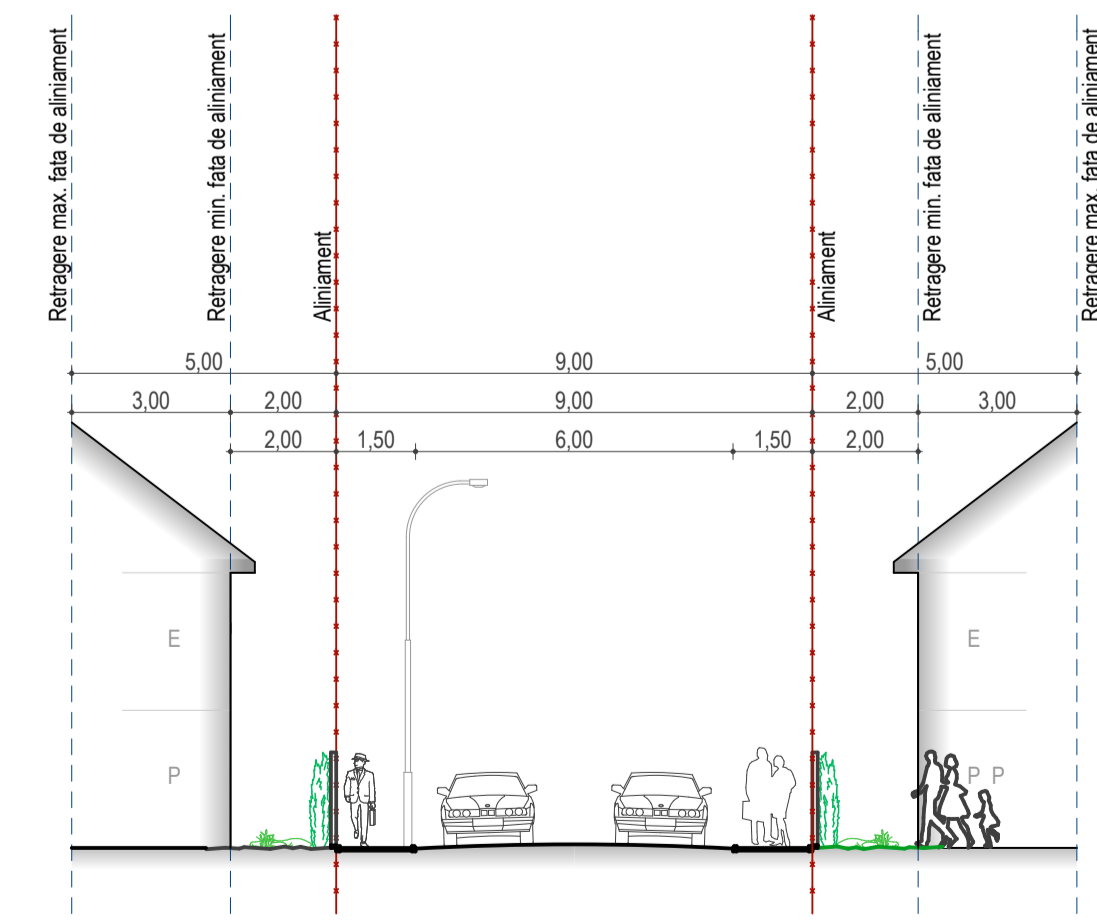 Retragere max. fata de aliniament
Retragere min. fata de aliniament
Aliniament
Aliniament
Retragere min. fata de aliniament
Retragere max. fata de aliniament
5,00 9,00 5,00
3,00 2,00 9,00 2,00 3,00
2,00 1,50 6,00 1,50 2,00
E E
P P P